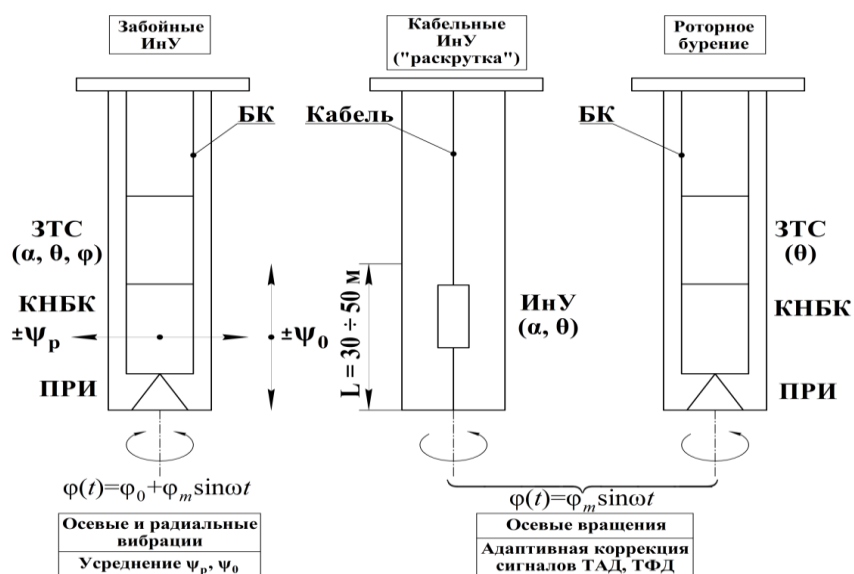 Забойные
ИнУ
Кабельные
ИнУ
("раскрутка")
Роторное
бурение
БК
Кабель
БК
ЗТС
(α, θ, φ)
ЗТС
(θ)
КНБК
±Ψр
±Ψ0
L = 30 ÷ 50 м
ИнУ
(α, θ)
КНБК
ПРИ
ПРИ
φ(t)=φ0+φm sinωt
φ(t)=φm sinωt
Осевые и радиальные
вибрации
Усреднение ψр, ψ0
Осевые вращения
Адаптивная коррекция
сигналов ТАД, ТФД